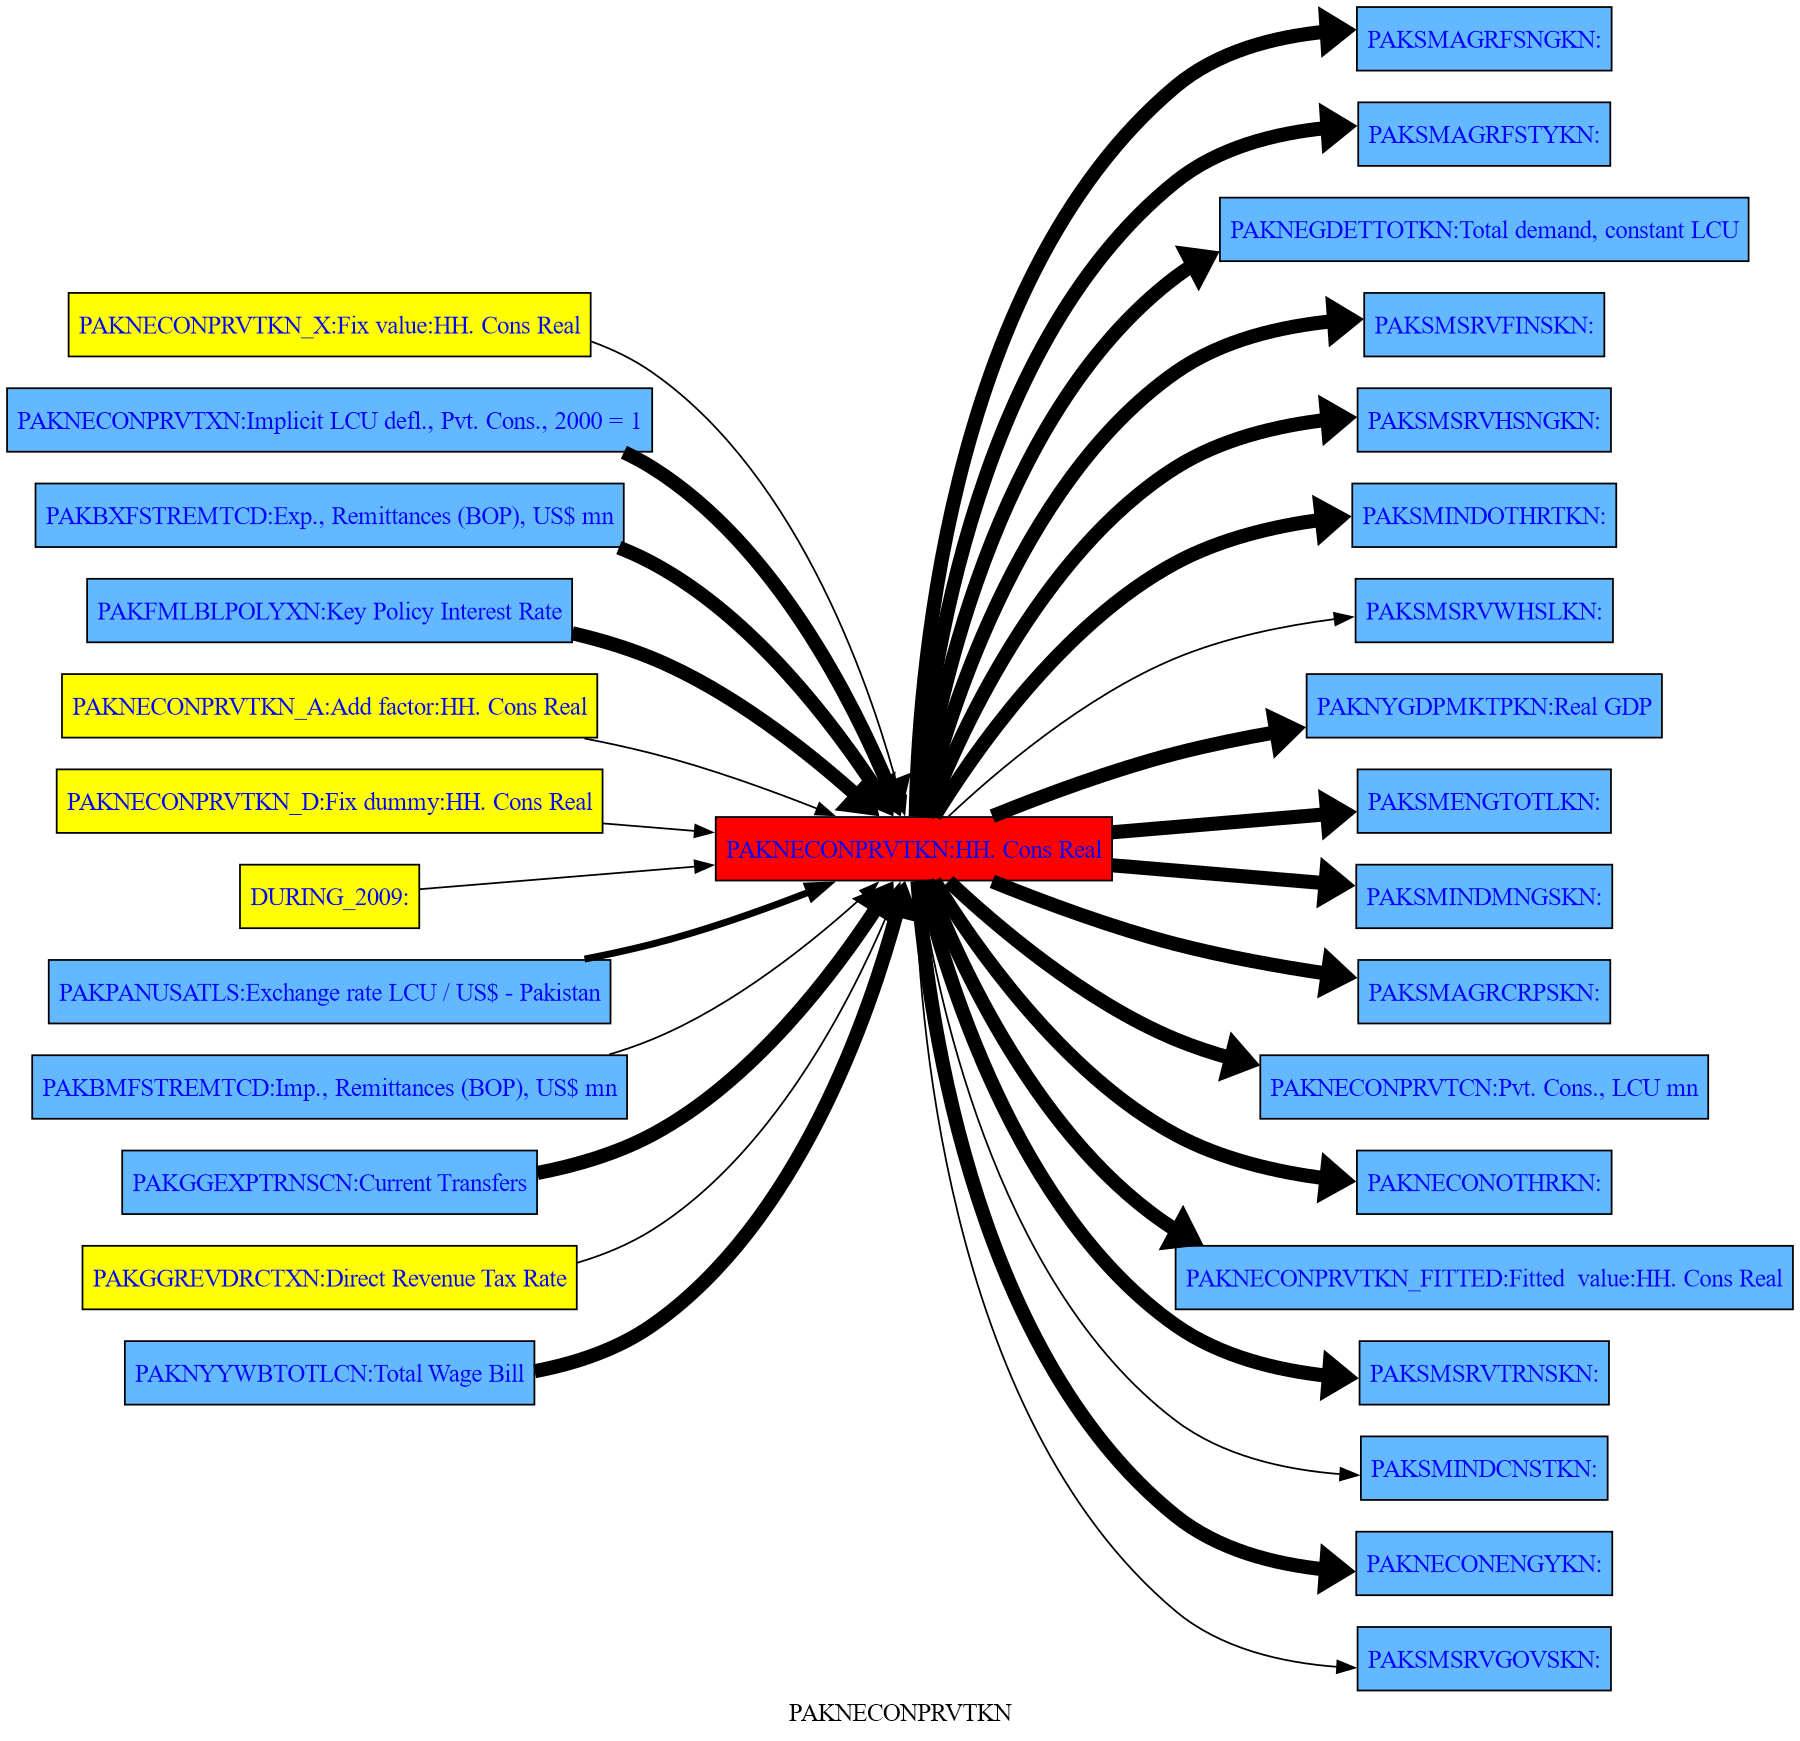 PAKSMAGRFSNGKN:
PAKSMAGRFSTYKN:
PAKNEGDETTOTKN:Total demand, constant LCU
PAKNECONPRVTKN_X:Fix value:HH. Cons Real
PAKSMSRVFINSKN:
PAKNECONPRVTXN:Implicit LCU defl., Pvt. Cons., 2000 = 1
PAKSMSRVHSNGKN:
PAKBXFSTREMTCD:Exp., Remittances (BOP), US$ mn
PAKSMINDOTHRTKN:
PAKFMLBLPOLYXN:Key Policy Interest Rate
PAKSMSRVWHSLKN:
PAKNECONPRVTKN_A:Add factor:HH. Cons Real
PAKNYGDPMKTPKN:Real GDP
PAKNECONPRVTKN_D:Fix dummy:HH. Cons Real
PAKSMENGTOTLKN:
PAKNECONPRVTKN:HH. Cons Real
DURING_2009:
PAKSMINDMNGSKN:
PAKPANUSATLS:Exchange rate LCU / US$ - Pakistan
PAKSMAGRCRPSKN:
PAKBMFSTREMTCD:Imp., Remittances (BOP), US$ mn
PAKNECONPRVTCN:Pvt. Cons., LCU mn
PAKGGEXPTRNSCN:Current Transfers
PAKNECONOTHRKN:
PAKGGREVDRCTXN:Direct Revenue Tax Rate
PAKNECONPRVTKN_FITTED:Fitted  value:HH. Cons Real
PAKNYYWBTOTLCN:Total Wage Bill
PAKSMSRVTRNSKN:
PAKSMINDCNSTKN:
PAKNECONENGYKN:
PAKSMSRVGOVSKN:
PAKNECONPRVTKN